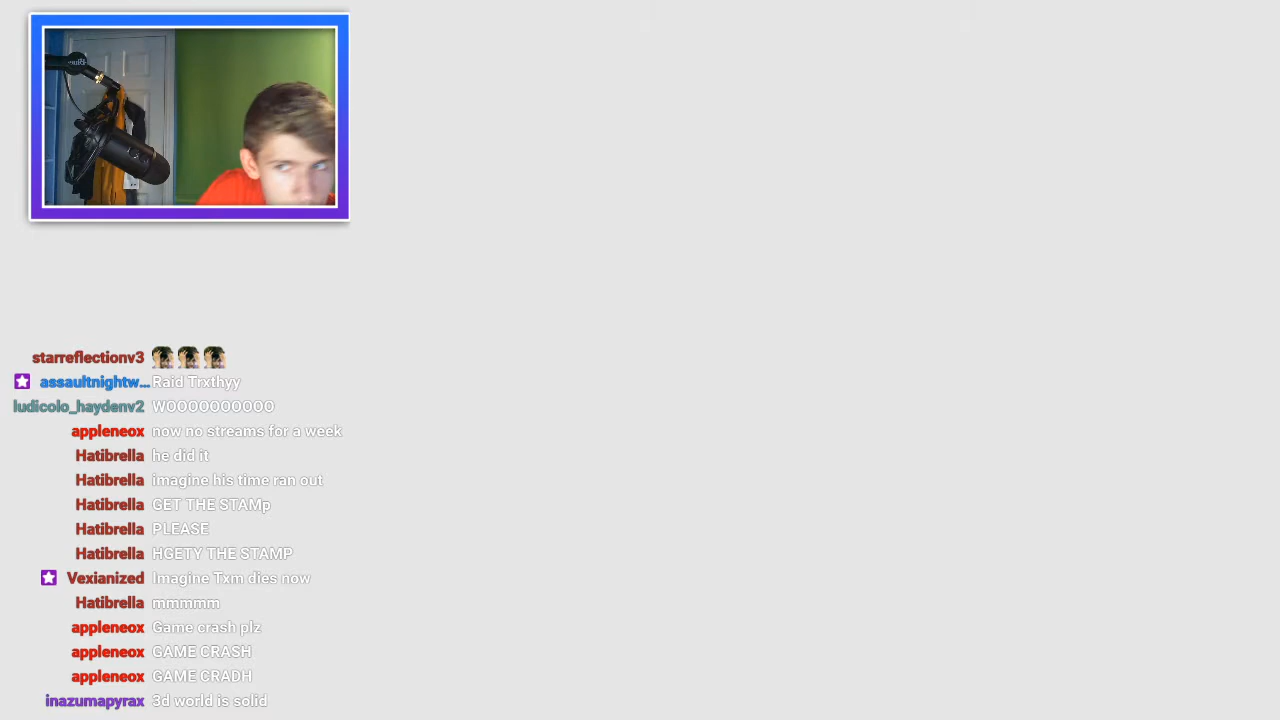 starreflectionv3
assaultnightw... Raid Trxthyy
ludicolo_haydenv2 WOOOOOOOOOO
appleneox now no streams for a week
Hatibrella he did it
Hatibrella imagine his time ran out
Hatibrella GET THE STAMp
Hatibrella PLEASE
Hatibrella HGETY THE STAMP
Vexianized Imagine Txm dies now
Hatibrella mmmmm
appleneox Game crash plz
appleneox GAME CRASH
appleneox GAME CRADH
inazumapyrax 3d world is solid